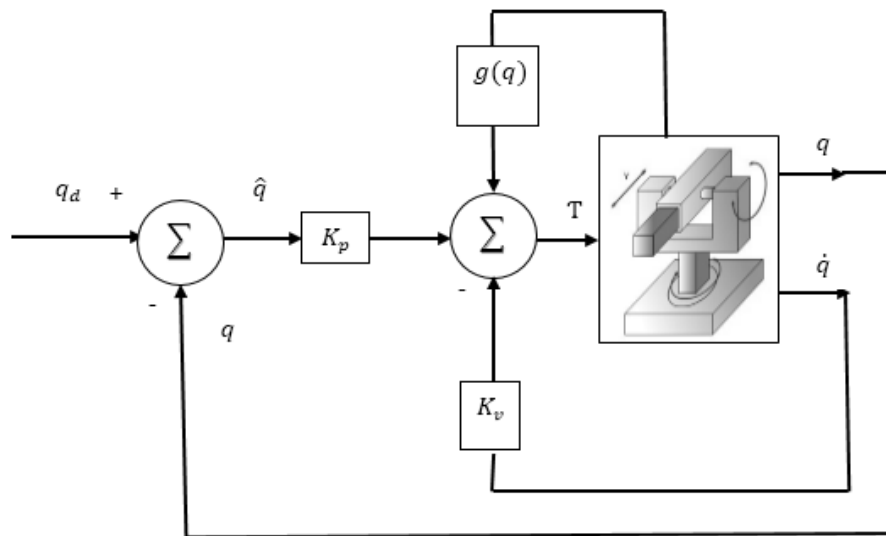 g(q)
q
q_d + q̂
K_p
Σ
Σ
T
q̇
-
-
q
K_v